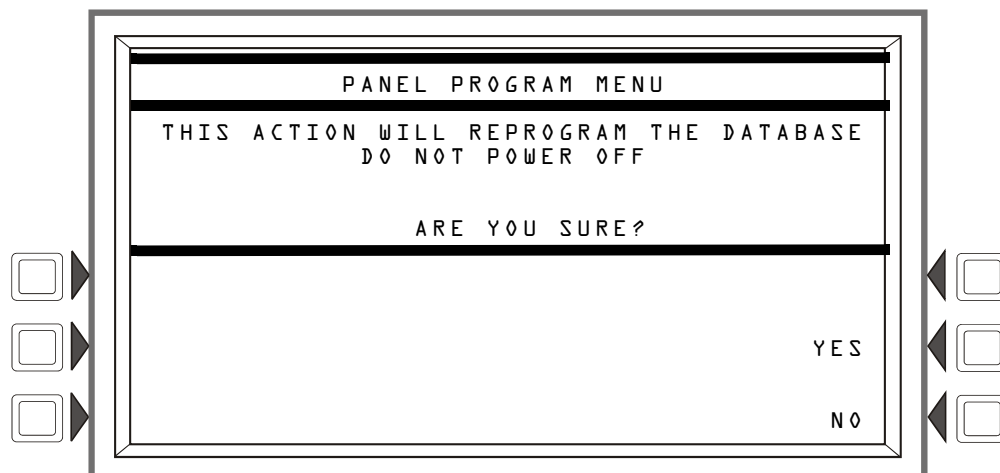 PANEL PROGRAM MENU
THIS ACTION WILL REPROGRAM THE DATABASE
DO NOT POWER OFF
ARE YOU SURE?
YES
NO